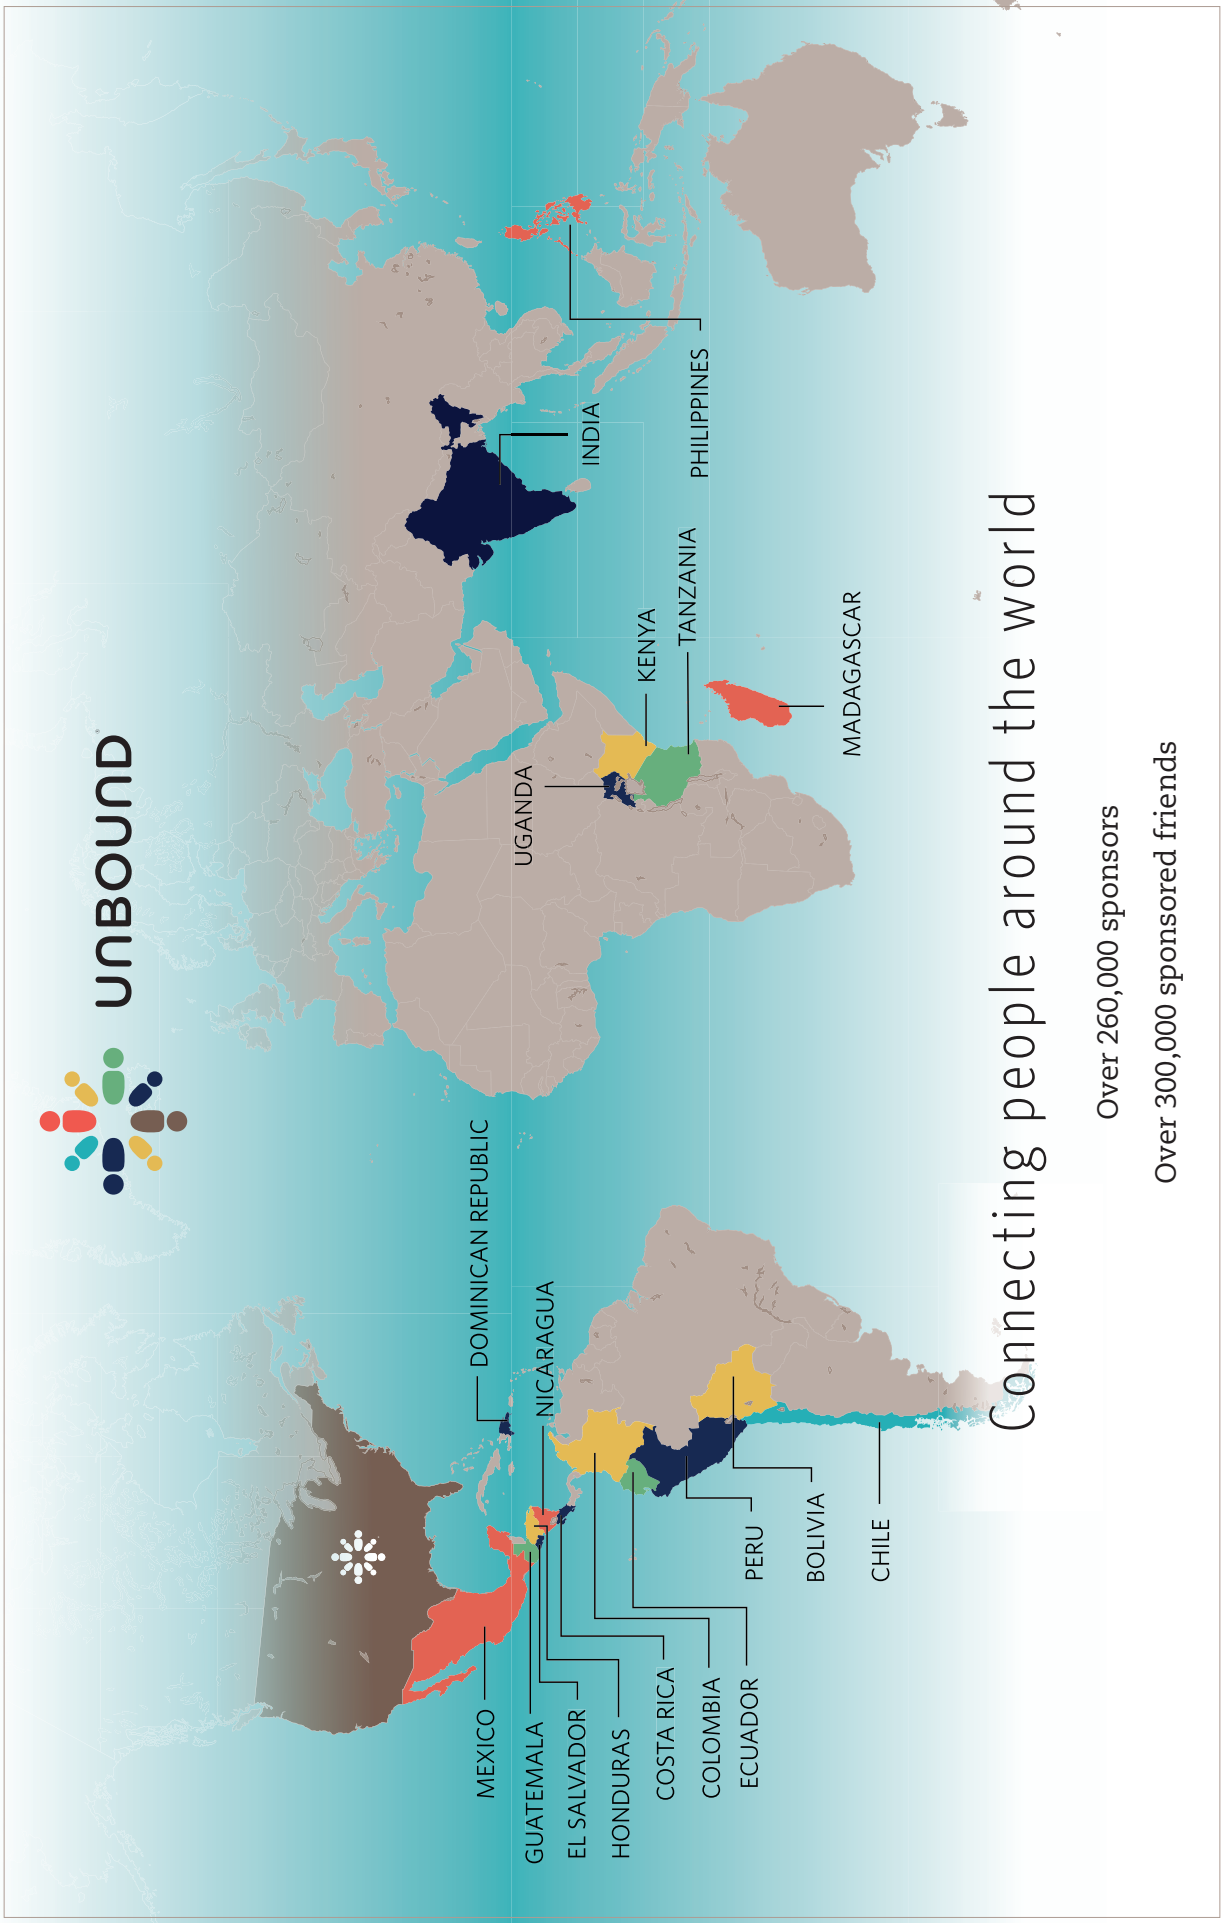 UNBOUND®
DOMINICAN REPUBLIC
NICARAGUA
MEXICO
GUATEMALA
EL SALVADOR
HONDURAS
COSTA RICA
COLOMBIA
ECUADOR
PERU
BOLIVIA
CHILE
UGANDA
KENYA
TANZANIA
MADAGASCAR
INDIA
PHILIPPINES
Connecting people around the world
Over 260,000 sponsors
Over 300,000 sponsored friends